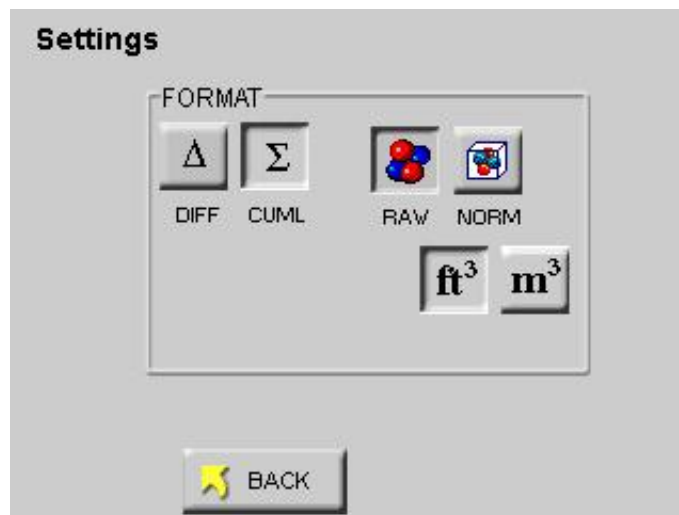 Settings
FORMAT
Δ Σ
DIFF CUML RAW NORM
ft³ m³
BACK